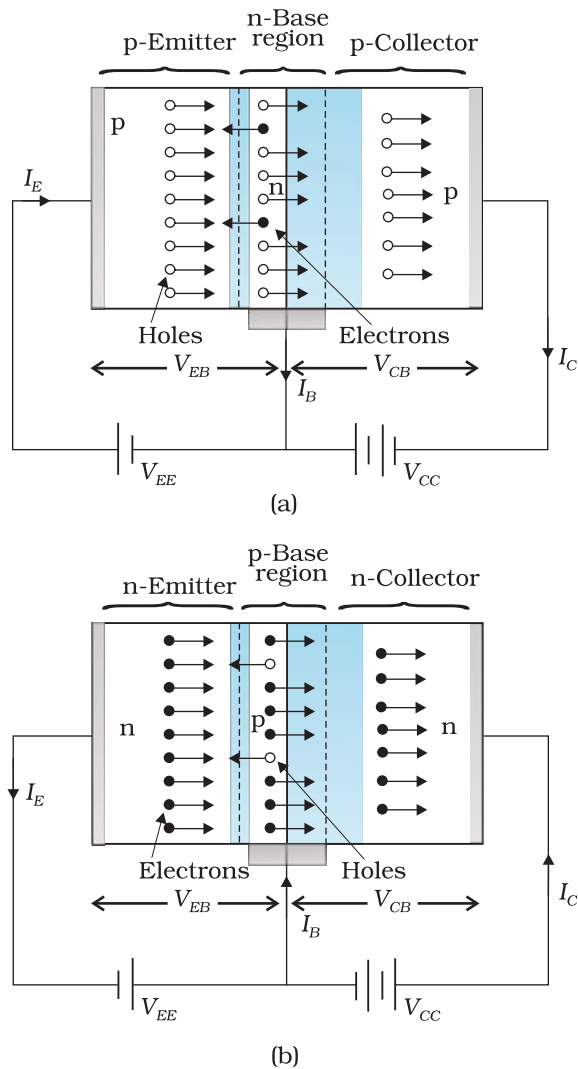 n-Base
p-Emitter region p-Collector
p
n
p
I_E
Holes Electrons
V_EB I_B V_CB I_C
V_EE V_CC
(a)
p-Base
n-Emitter region n-Collector
n p n
I_E
Electrons Holes
V_EB I_B V_CB I_C
V_EE V_CC
(b)